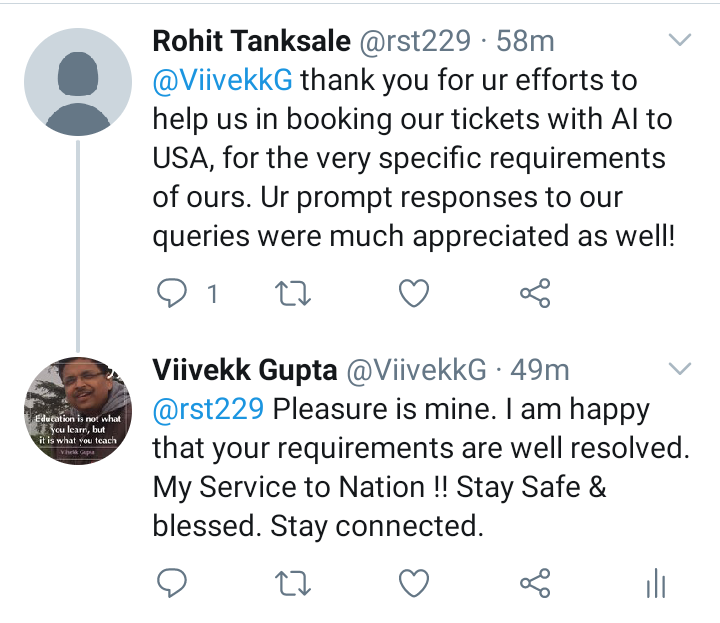 Rohit Tanksale @rst229 · 58m
@ViivekkG thank you for ur efforts to
help us in booking our tickets with AI to
USA, for the very specific requirements
of ours. Ur prompt responses to our
queries were much appreciated as well!
1
Viivekk Gupta @ViivekkG · 49m
Education is not what
you learn, but
it is what you teach
Viivekk Gupta
@rst229 Pleasure is mine. I am happy
that your requirements are well resolved.
My Service to Nation !! Stay Safe &
blessed. Stay connected.